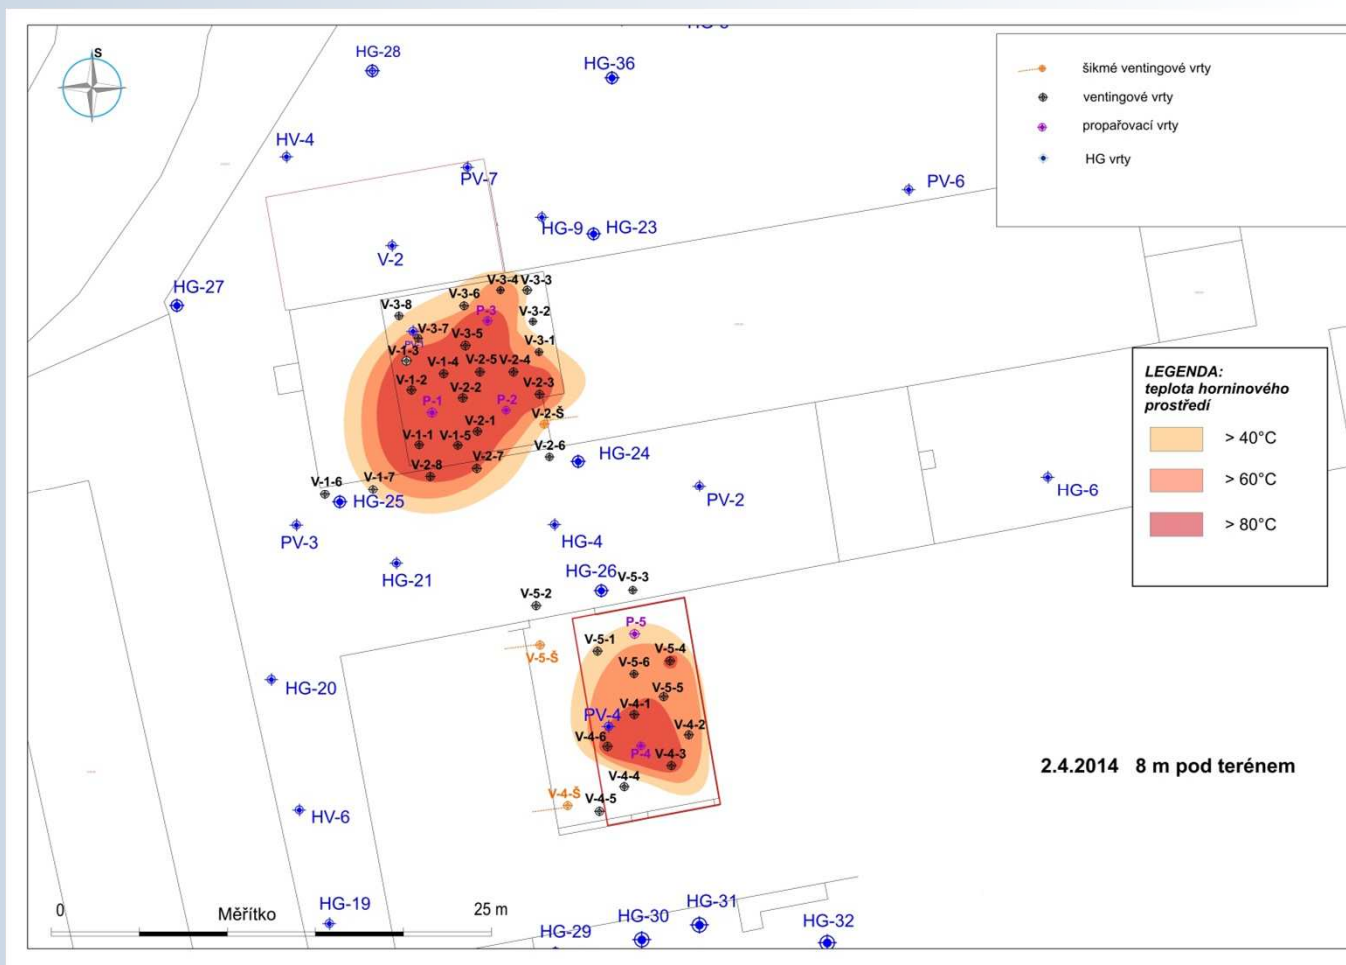 S
HG-28
HG-36
šikmé ventingové vrty
ventingové vrty
propařovací vrty
HG vrty
HV-4
PV-7
PV-6
HG-9
HG-23
V-2
HG-27
V-3-4
V-3-3
V-3-6
V-3-8
P-3
V-3-2
V-3-7
V-3-5
V-3-1
V-1-3
V-1-4
V-2-5
V-2-4
V-1-2
V-2-2
V-2-3
P-1
P-2
V-2-Š
V-2-1
V-1-1
V-1-5
V-2-6
V-2-7
V-2-8
HG-24
V-1-6
V-1-7
HG-25
PV-2
HG-6
PV-3
HG-4
HG-21
HG-26
V-5-3
V-5-2
P-5
V-5-1
V-5-4
V-5-Š
V-5-6
HG-20
V-5-5
V-4-1
PV-4
V-4-2
V-4-6
P-4
V-4-3
V-4-4
V-4-Š
V-4-5
HV-6
LEGENDA:
teplota horninového
prostředí
> 40°C
> 60°C
> 80°C
2.4.2014 8 m pod terénem
HG-19
HG-29
HG-30
HG-31
HG-32
0
Měřítko
25 m